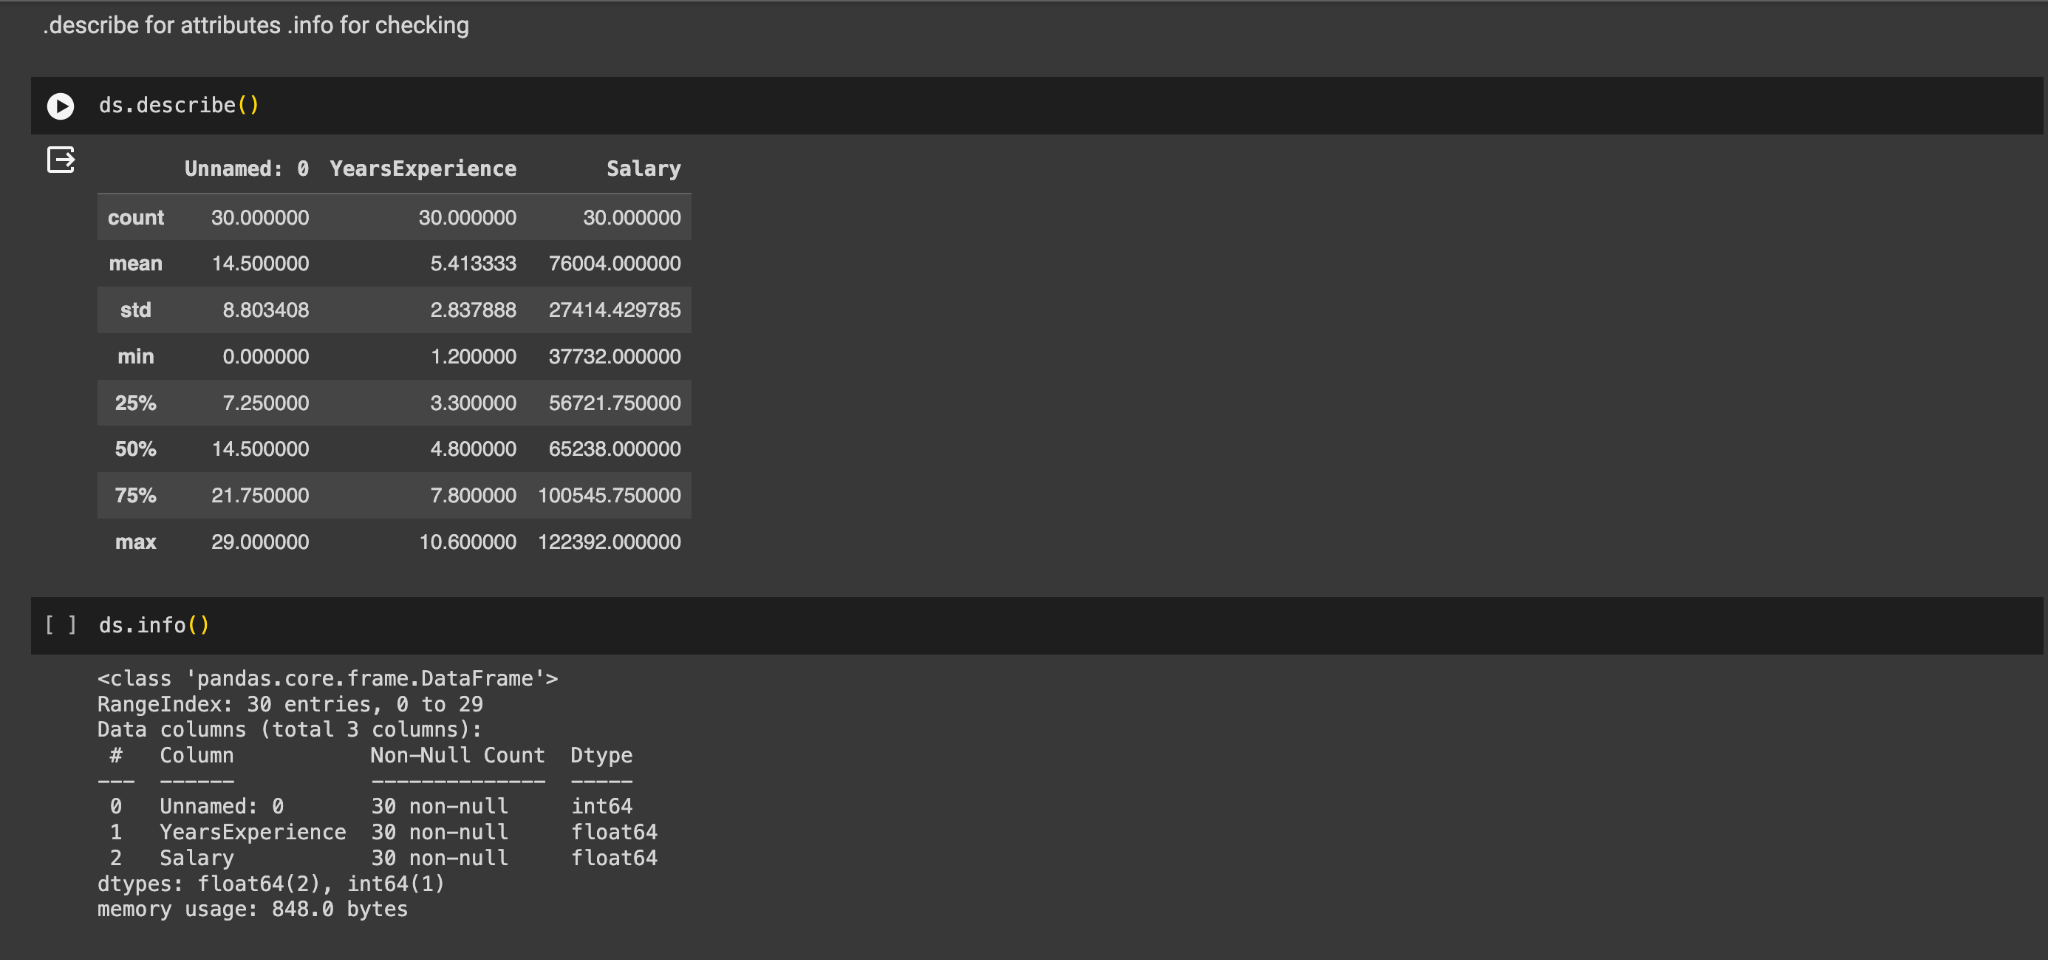 .describe for attributes .info for checking
ds.describe()
Unnamed: 0 YearsExperience Salary
count 30.000000 30.000000 30.000000
mean 14.500000 5.413333 76004.000000
std 8.803408 2.837888 27414.429785
min 0.000000 1.200000 37732.000000
25% 7.250000 3.300000 56721.750000
50% 14.500000 4.800000 65238.000000
75% 21.750000 7.800000 100545.750000
max 29.000000 10.600000 122392.000000
[ ] ds.info()
<class 'pandas.core.frame.DataFrame'>
RangeIndex: 30 entries, 0 to 29
Data columns (total 3 columns):
 #   Column           Non-Null Count  Dtype
---  ------           --------------  -----
 0   Unnamed: 0       30 non-null     int64
 1   YearsExperience  30 non-null     float64
 2   Salary           30 non-null     float64
dtypes: float64(2), int64(1)
memory usage: 848.0 bytes